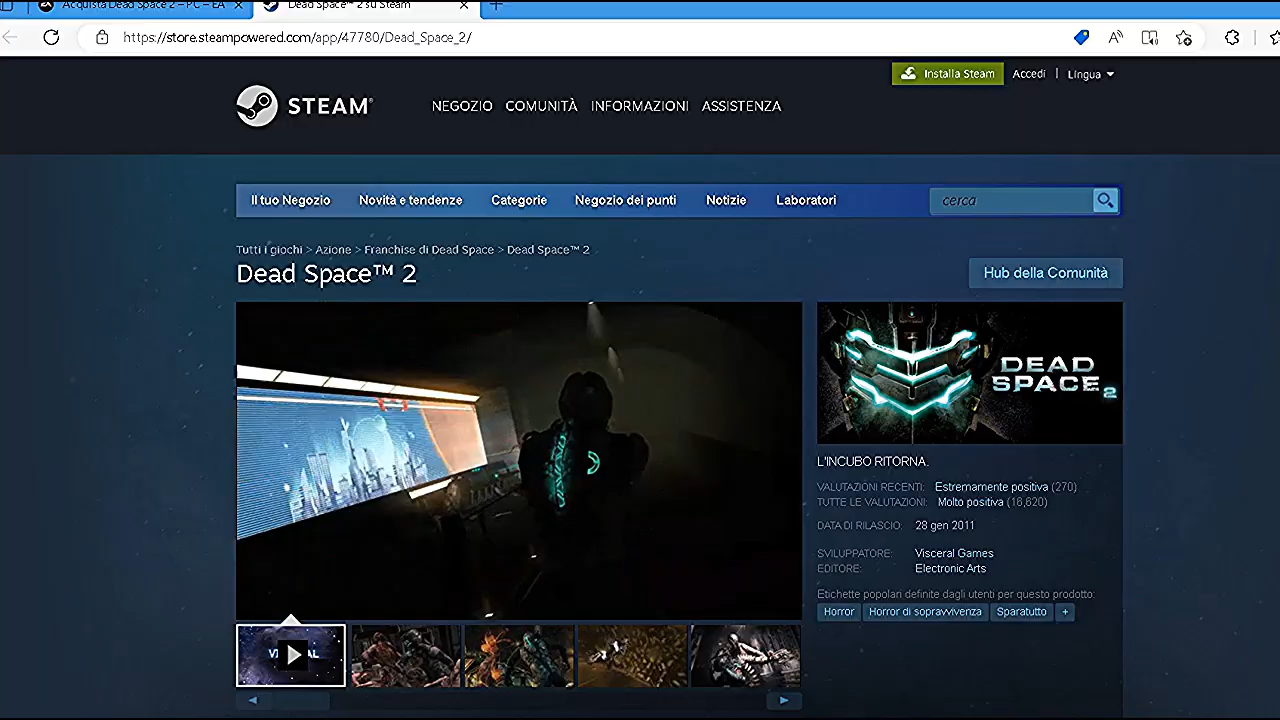 Acquista Dead Space 2 – PC – EA
Dead Space™ 2 su Steam
https://store.steampowered.com/app/47780/Dead_Space_2/
Installa Steam
Accedi | Lingua
STEAM®
NEGOZIO COMUNITÀ INFORMAZIONI ASSISTENZA
Il tuo Negozio Novità e tendenze Categorie Negozio dei punti Notizie Laboratori cerca
Tutti i giochi > Azione > Franchise di Dead Space > Dead Space™ 2
Dead Space™ 2
Hub della Comunità
DEAD
SPACE 2
L'INCUBO RITORNA.
VALUTAZIONI RECENTI: Estremamente positiva (270)
TUTTE LE VALUTAZIONI: Molto positiva (16,620)
DATA DI RILASCIO: 28 gen 2011
SVILUPPATORE: Visceral Games
EDITORE: Electronic Arts
Etichette popolari definite dagli utenti per questo prodotto:
Horror Horror di sopravvivenza Sparatutto +